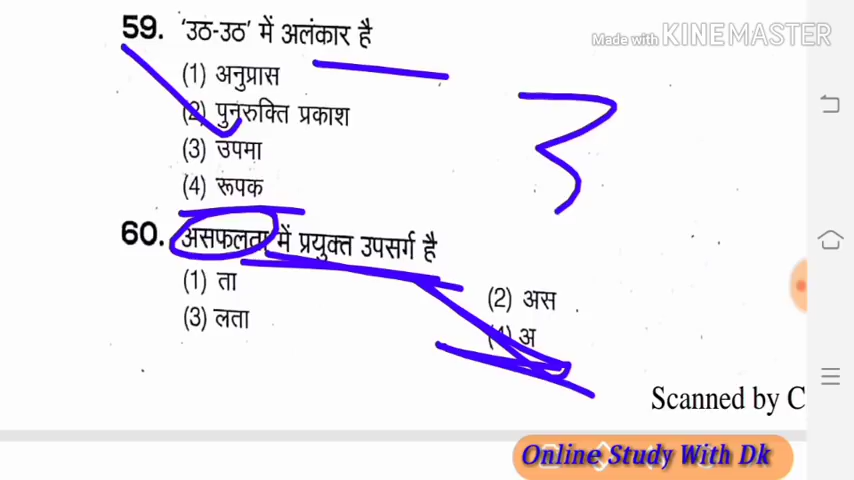 Made with KINEMASTER
59. 'उठ-उठ' में अलंकार है
(1) अनुप्रास
(2) पुनरुक्ति प्रकाश
(3) उपमा
(4) रूपक
60. असफलता में प्रयुक्त उपसर्ग है
(1) ता
(2) अस
(3) लता
(4) अ
Scanned by C
Online Study With Dk